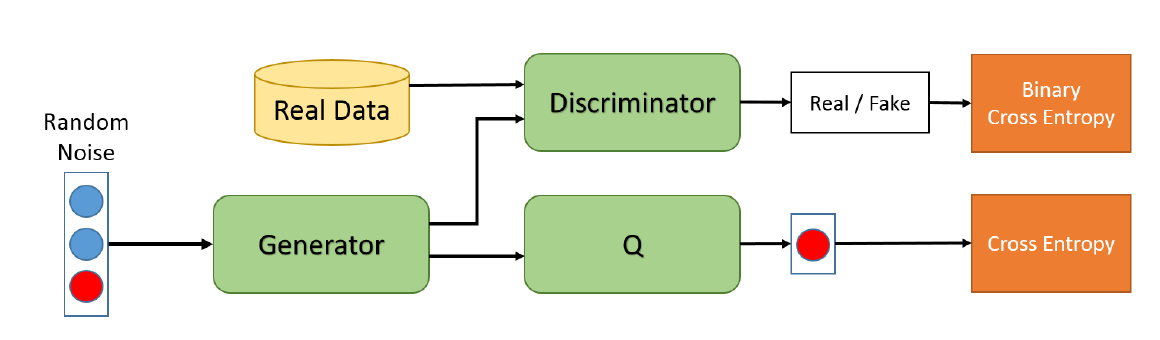 Real Data
Discriminator
Real / Fake
Binary
Cross Entropy
Random
Noise
Generator
Q
Cross Entropy